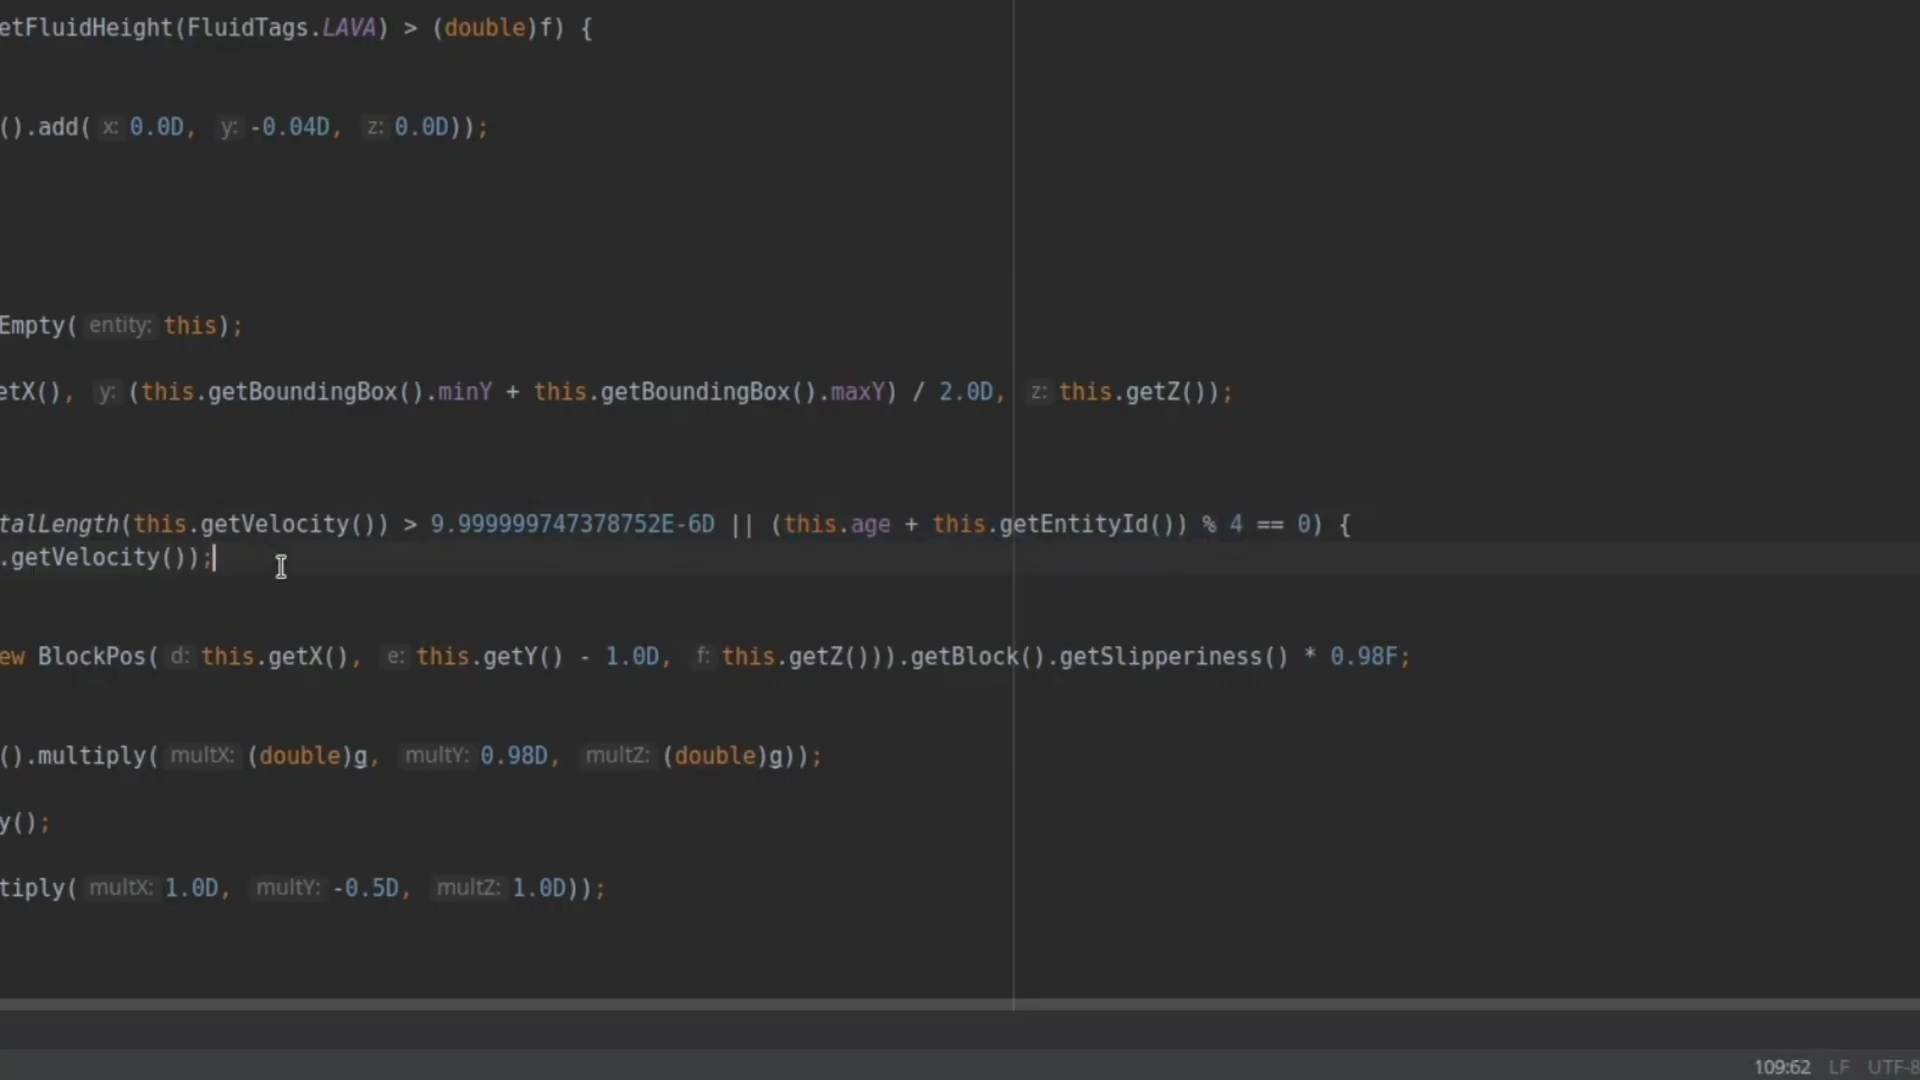 etFluidHeight(FluidTags.LAVA) > (double)f) {
().add( x: 0.0D, y: -0.04D, z: 0.0D));
Empty( entity: this);
etX(), y: (this.getBoundingBox().minY + this.getBoundingBox().maxY) / 2.0D, z: this.getZ());
talLength(this.getVelocity()) > 9.999999747378752E-6D || (this.age + this.getEntityId()) % 4 == 0) {
.getVelocity());
ew BlockPos( d: this.getX(), e: this.getY() - 1.0D, f: this.getZ())).getBlock().getSlipperiness() * 0.98F;
().multiply( multX: (double)g, multY: 0.98D, multZ: (double)g));
y();
tiply( multX: 1.0D, multY: -0.5D, multZ: 1.0D));
109:62 LF UTF-8